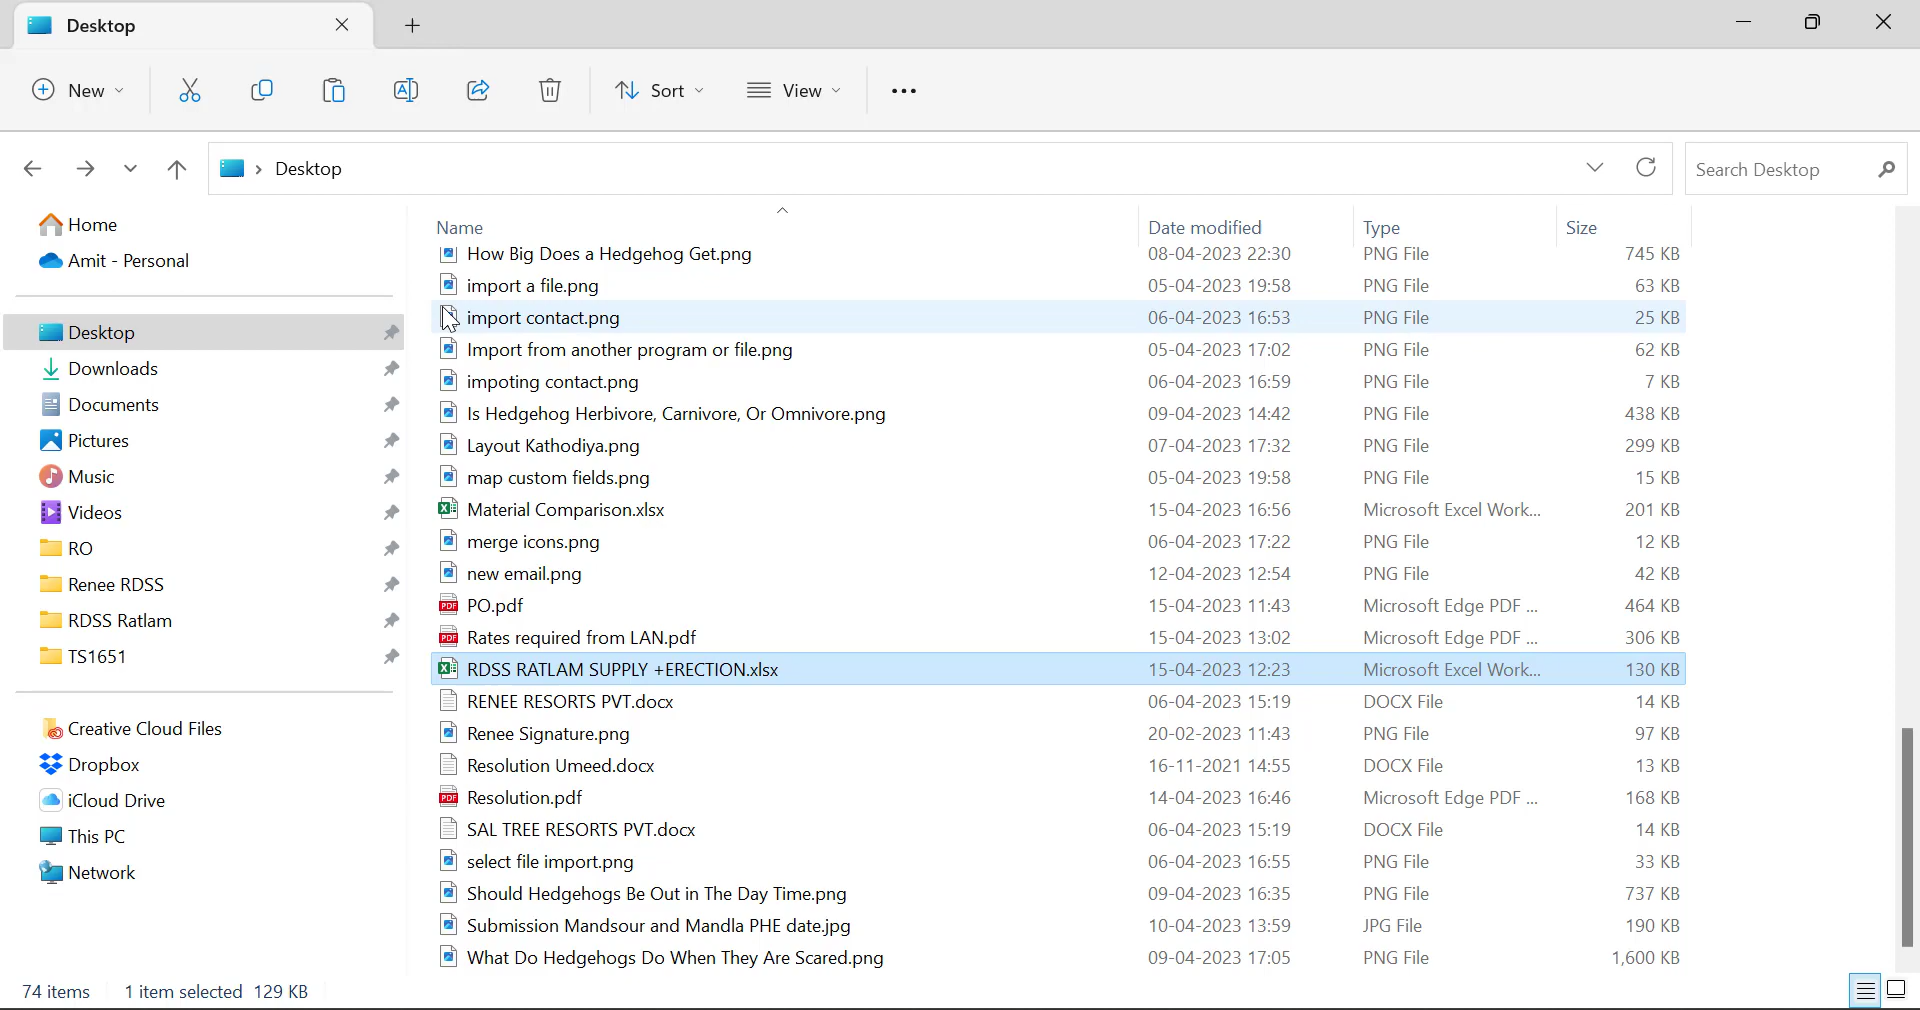 Desktop
New
Sort
View
Desktop
Search Desktop
Home
Amit - Personal
Desktop
Downloads
Documents
Pictures
Music
Videos
RO
Renee RDSS
RDSS Ratlam
TS1651
Creative Cloud Files
Dropbox
iCloud Drive
This PC
Network
Name Date modified Type Size
How Big Does a Hedgehog Get.png 08-04-2023 22:30 PNG File 745 KB
import a file.png 05-04-2023 19:58 PNG File 63 KB
import contact.png 06-04-2023 16:53 PNG File 25 KB
Import from another program or file.png 05-04-2023 17:02 PNG File 62 KB
impoting contact.png 06-04-2023 16:59 PNG File 7 KB
Is Hedgehog Herbivore, Carnivore, Or Omnivore.png 09-04-2023 14:42 PNG File 438 KB
Layout Kathodiya.png 07-04-2023 17:32 PNG File 299 KB
map custom fields.png 05-04-2023 19:58 PNG File 15 KB
Material Comparison.xlsx 15-04-2023 16:56 Microsoft Excel Work... 201 KB
merge icons.png 06-04-2023 17:22 PNG File 12 KB
new email.png 12-04-2023 12:54 PNG File 42 KB
PO.pdf 15-04-2023 11:43 Microsoft Edge PDF ... 464 KB
Rates required from LAN.pdf 15-04-2023 13:02 Microsoft Edge PDF ... 306 KB
RDSS RATLAM SUPPLY +ERECTION.xlsx 15-04-2023 12:23 Microsoft Excel Work... 130 KB
RENEE RESORTS PVT.docx 06-04-2023 15:19 DOCX File 14 KB
Renee Signature.png 20-02-2023 11:43 PNG File 97 KB
Resolution Umeed.docx 16-11-2021 14:55 DOCX File 13 KB
Resolution.pdf 14-04-2023 16:46 Microsoft Edge PDF ... 168 KB
SAL TREE RESORTS PVT.docx 06-04-2023 15:19 DOCX File 14 KB
select file import.png 06-04-2023 16:55 PNG File 33 KB
Should Hedgehogs Be Out in The Day Time.png 09-04-2023 16:35 PNG File 737 KB
Submission Mandsour and Mandla PHE date.jpg 10-04-2023 13:59 JPG File 190 KB
What Do Hedgehogs Do When They Are Scared.png 09-04-2023 17:05 PNG File 1,600 KB
74 items 1 item selected 129 KB